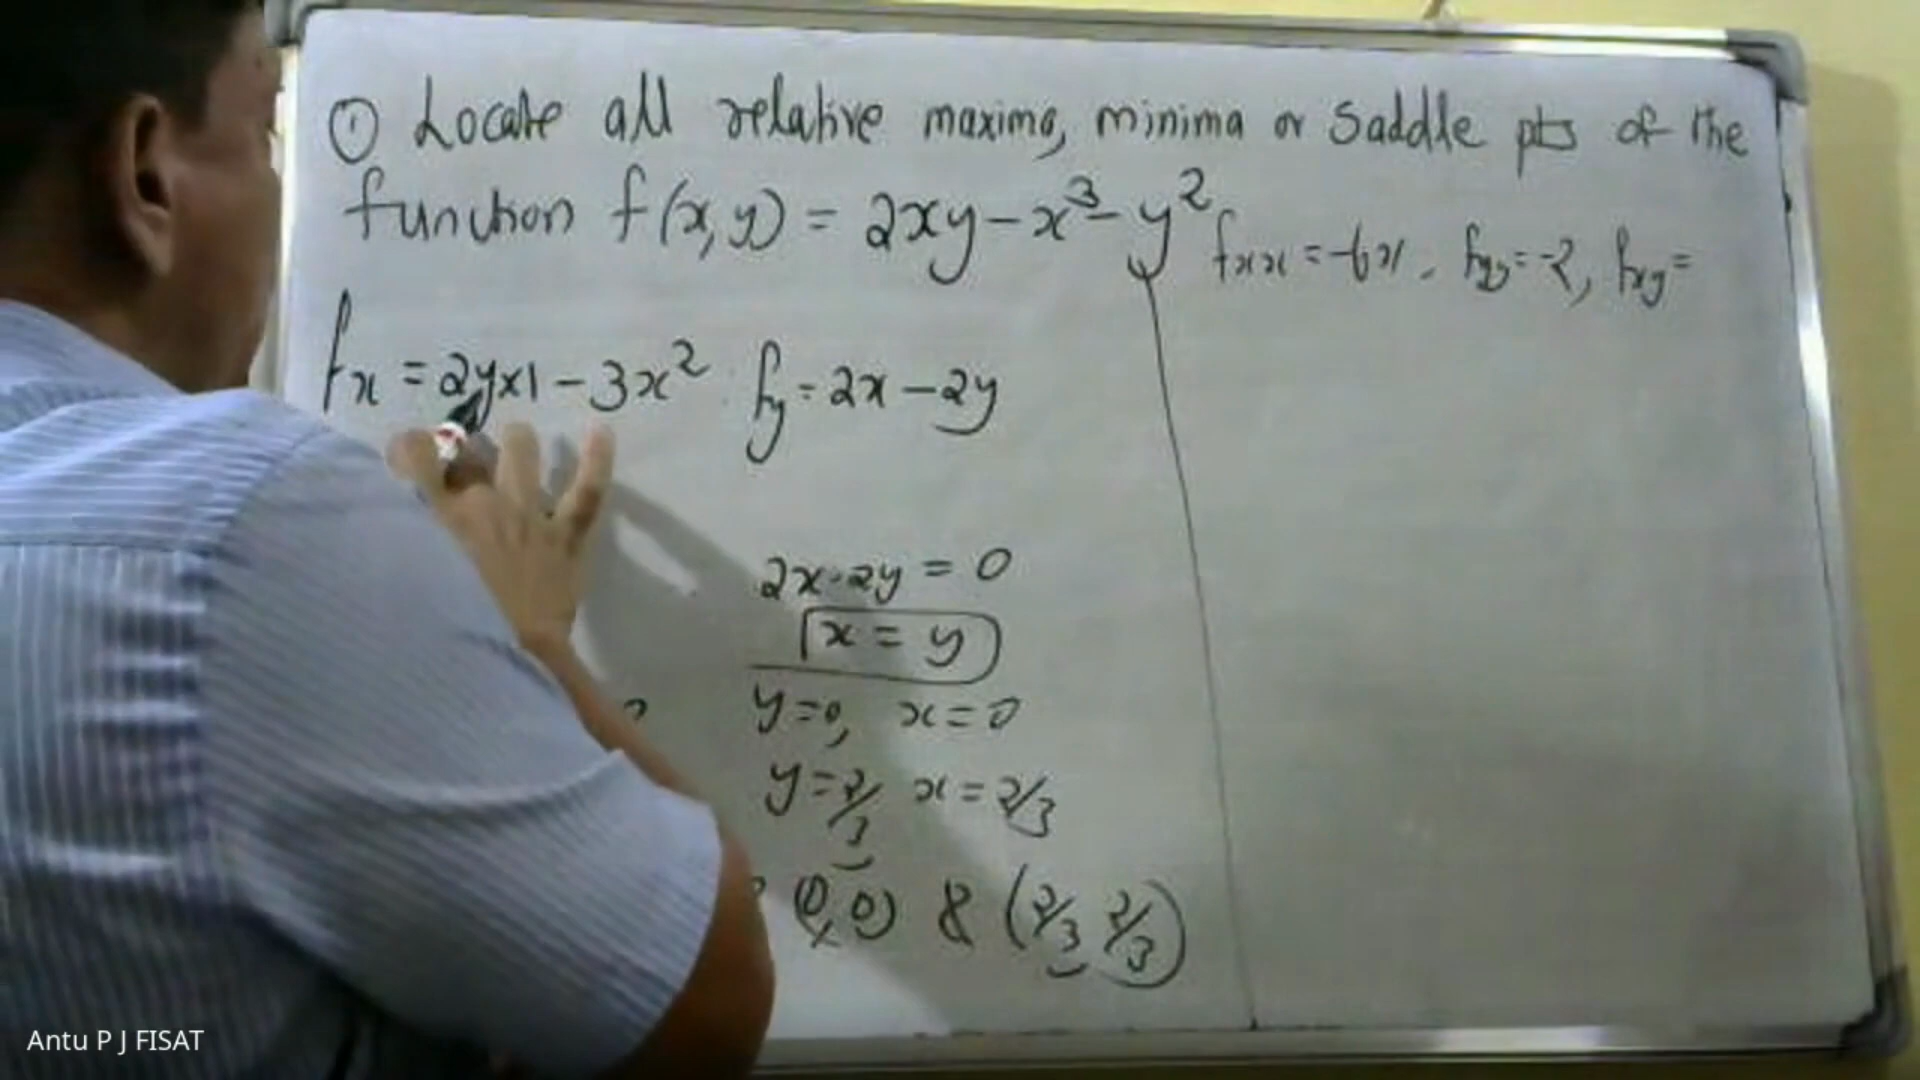 ① Locate all relative maxima, minima or Saddle pts of the
function f(x, y) = 2xy - x³ - y²
fxx = -6x, fyy = -2, fxy =
fx = 2y×1 - 3x² fy = 2x - 2y
2x - 2y = 0
x = y
y = 0, x = 0
y = 2/3 x = 2/3
(0, 0) & (2/3 2/3)
Antu P J FISAT